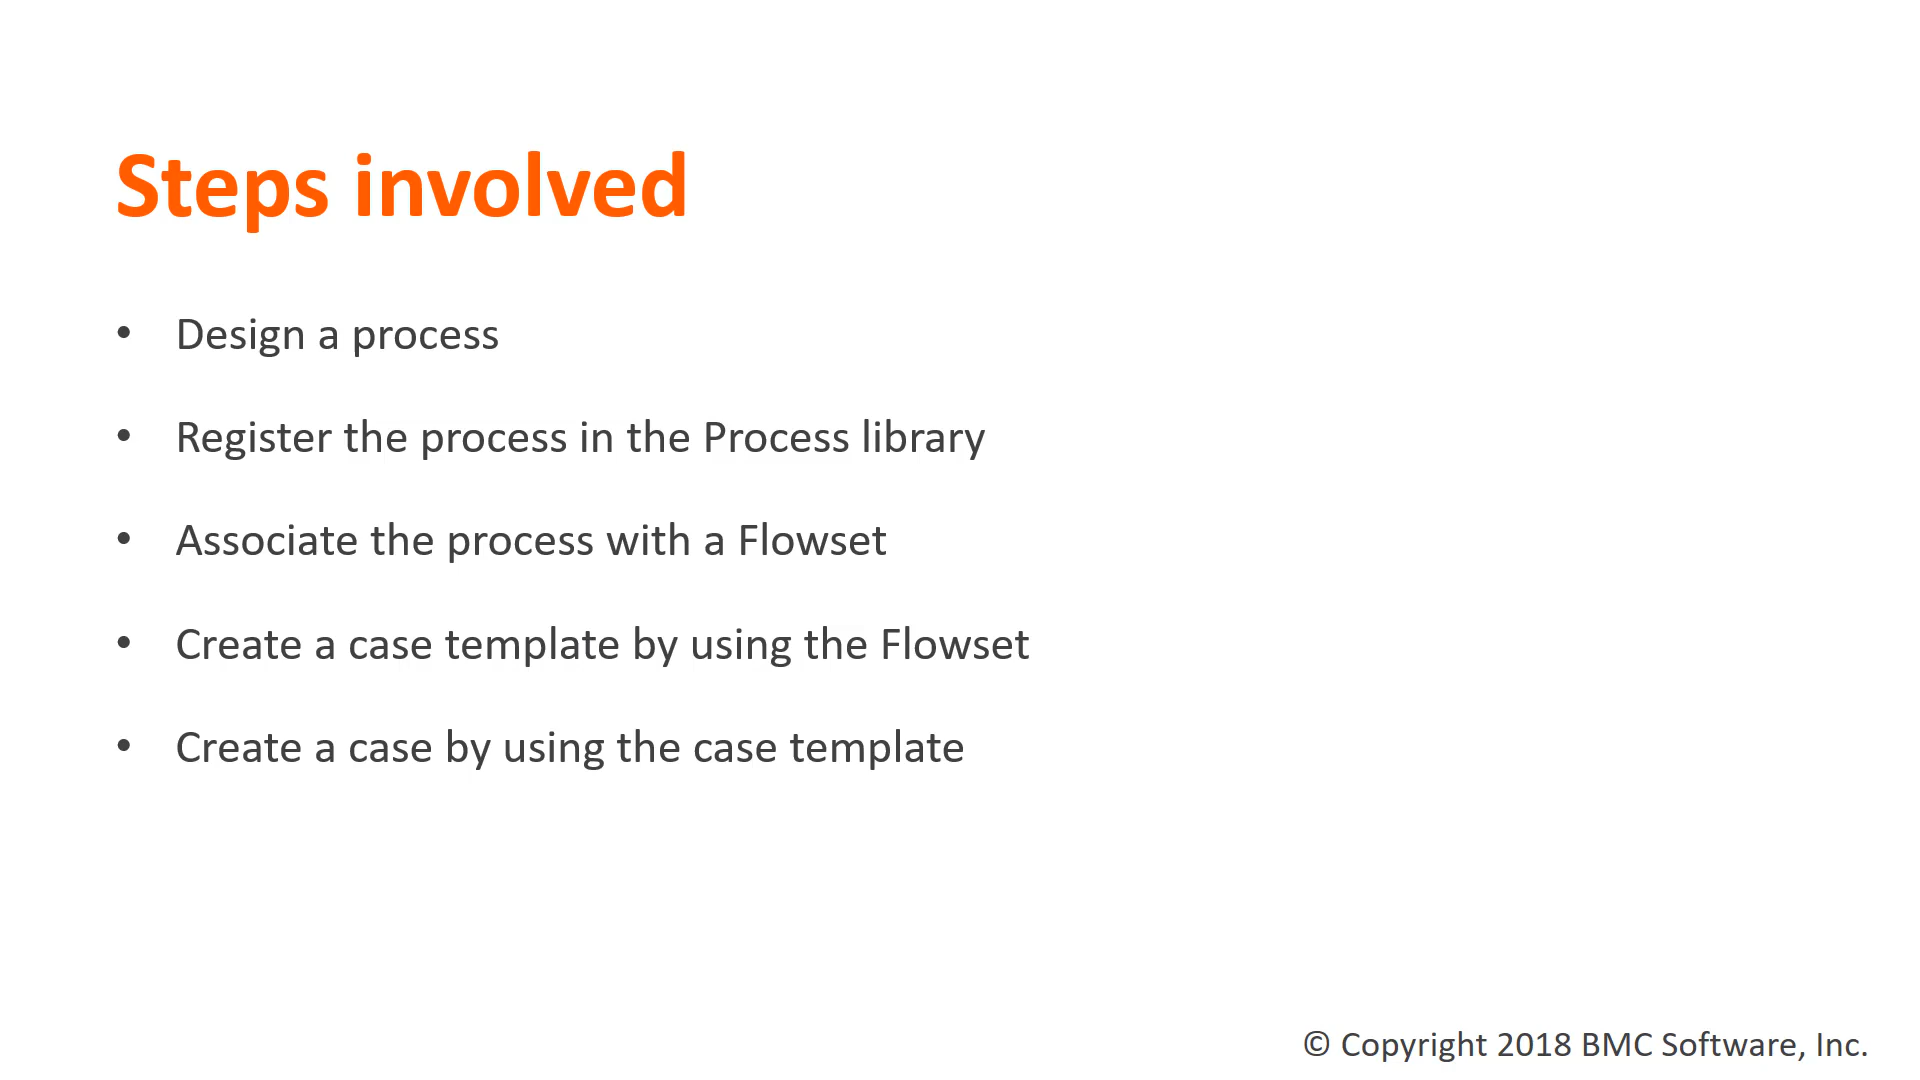 Steps involved
• Design a process
• Register the process in the Process library
• Associate the process with a Flowset
• Create a case template by using the Flowset
• Create a case by using the case template
© Copyright 2018 BMC Software, Inc.